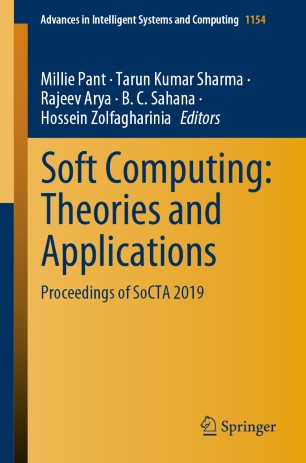 Advances in Intelligent Systems and Computing 1154
Millie Pant · Tarun Kumar Sharma ·
Rajeev Arya · B. C. Sahana ·
Hossein Zolfagharinia Editors
Soft Computing:
Theories and
Applications
Proceedings of SoCTA 2019
Springer